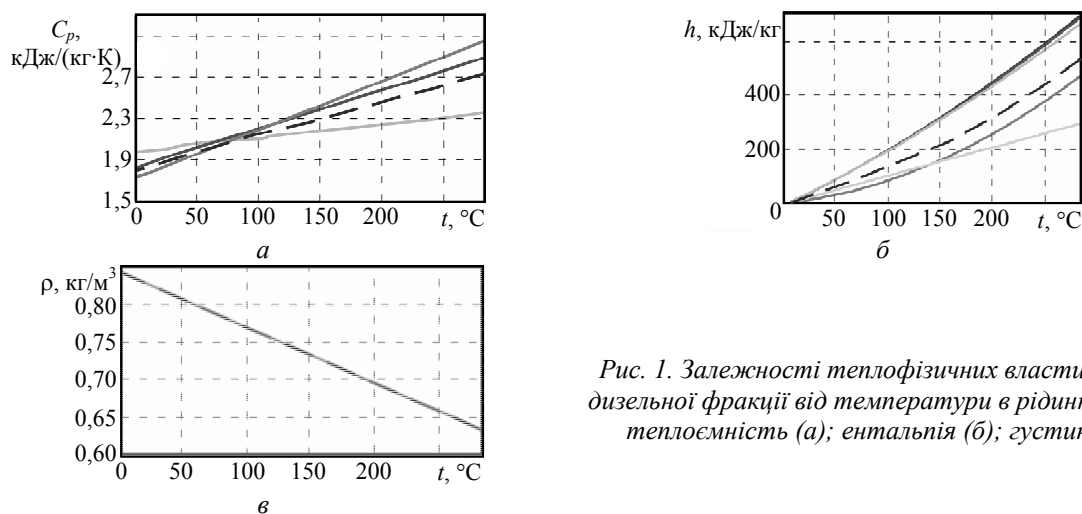 Cp,
кДж/(кг·К)
2,7
2,3
1,9
1,5
0 50 100 150 200 t, °C
а
h, кДж/кг
400
200
0
50 100 150 200 t, °C
б
ρ, кг/м³
0,80
0,75
0,70
0,65
0,60
0 50 100 150 200 t, °C
в
Рис. 1. Залежності теплофізичних власти
дизельної фракції від температури в рідин
теплоємність (а); ентальпія (б); густин